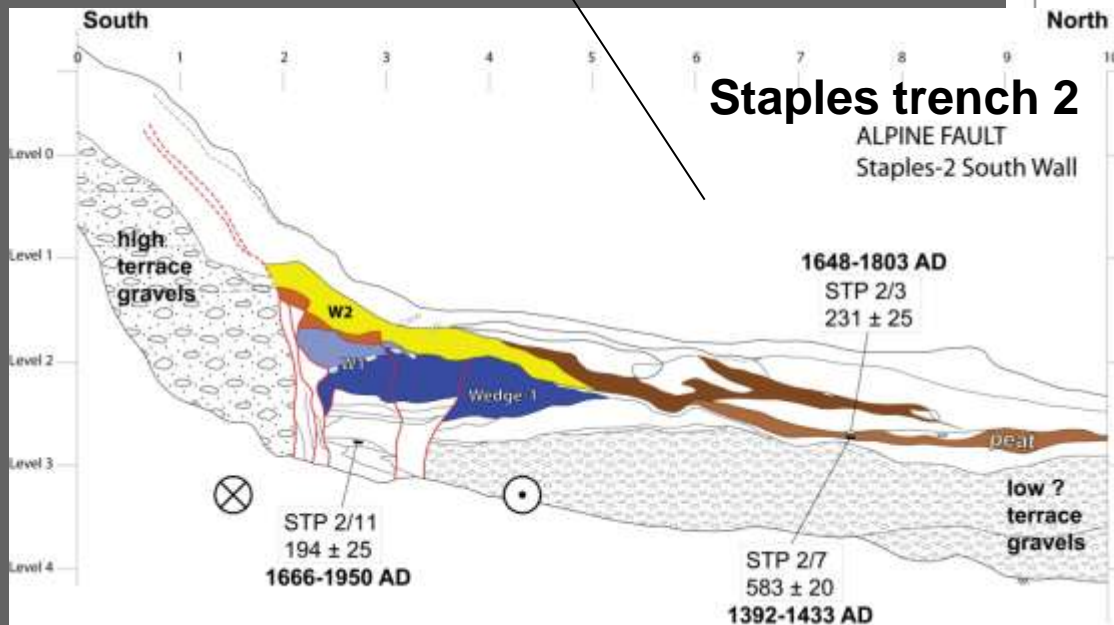 South
North
0 1 2 3 4 5 6 7 8 9 10
Staples trench 2
ALPINE FAULT
Staples-2 South Wall
Level 0
high
terrace
gravels
Level 1
1648-1803 AD
STP 2/3
231 ± 25
W2
Level 2
W1
Wedge-1
peat
Level 3
low ?
terrace
gravels
STP 2/11
194 ± 25
1666-1950 AD
STP 2/7
583 ± 20
1392-1433 AD
Level 4